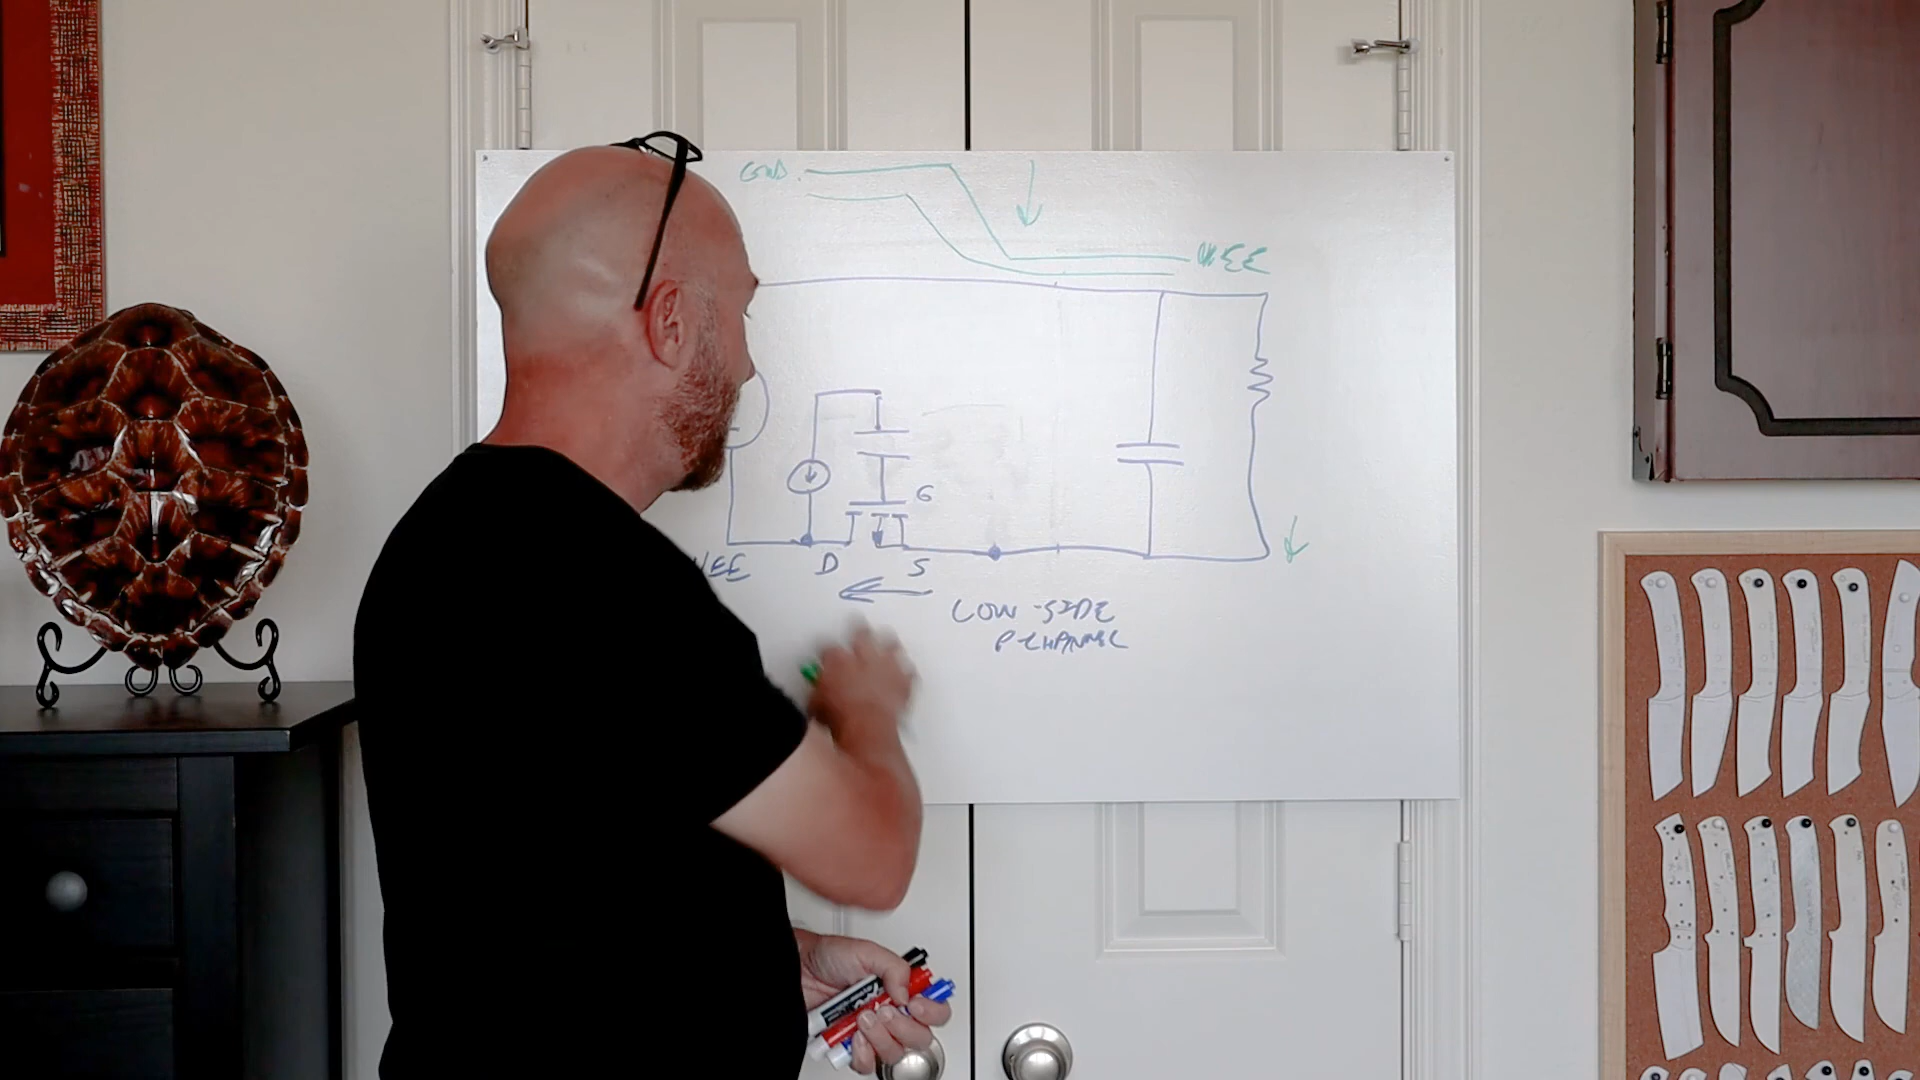 GND.
VEE
G
VEE D S
LOW-SIDE
P-CHANNEL